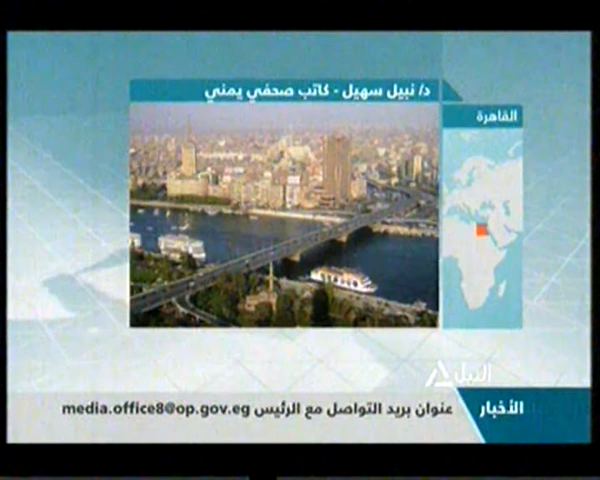 د/ نبيل سهيل - كاتب صحفي يمني
القاهرة
النيل
الأخبار
عنوان بريد التواصل مع الرئيس media.office8@op.gov.eg